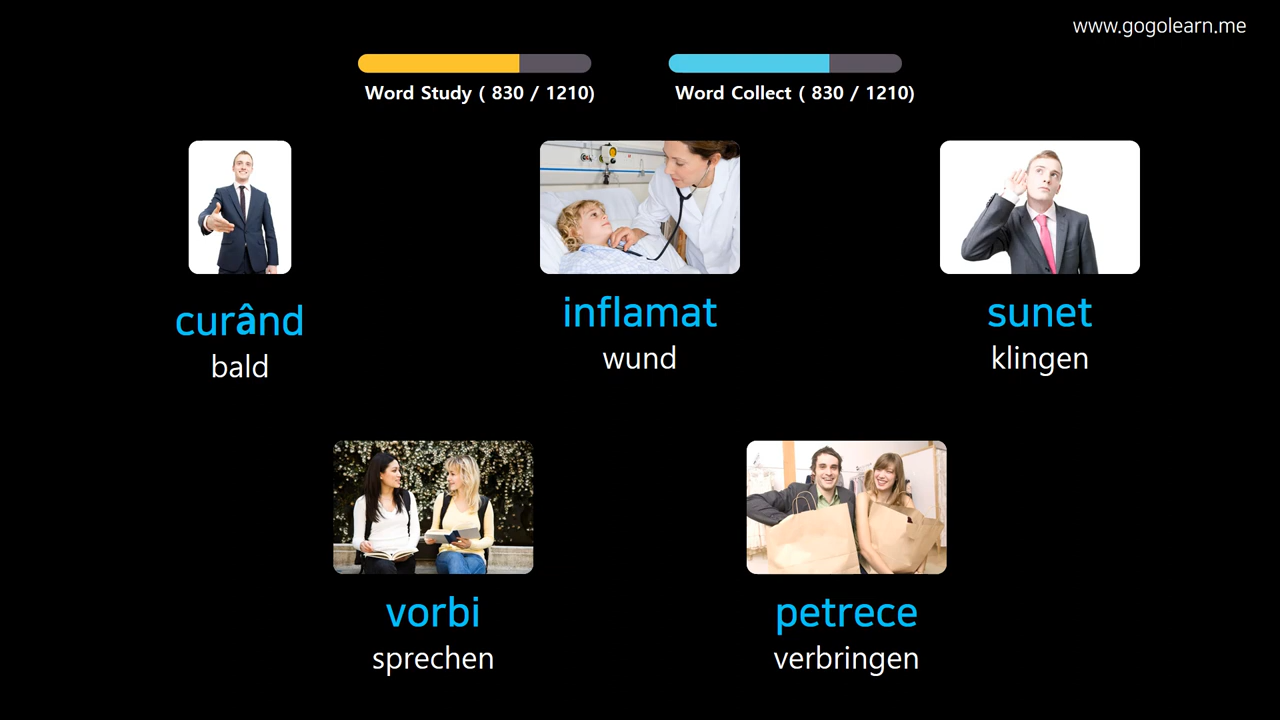 www.gogolearn.me
Word Study ( 830 / 1210)
Word Collect ( 830 / 1210)
curând
bald
inflamat
wund
sunet
klingen
vorbi
sprechen
petrece
verbringen